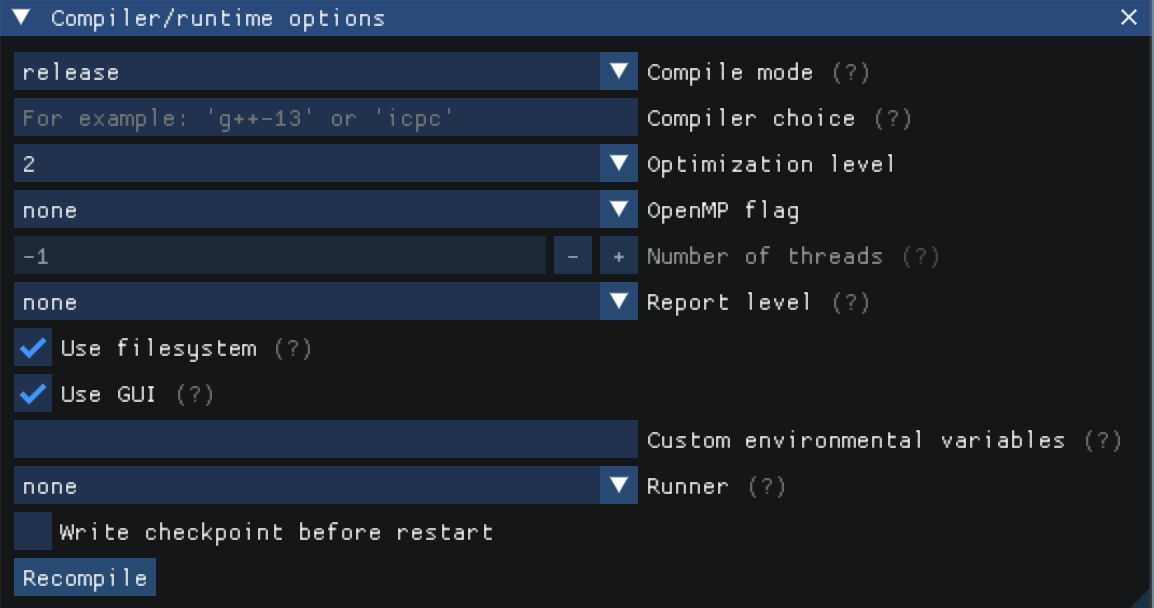 Compiler/runtime options
release Compile mode (?)
For example: 'g++-13' or 'icpc' Compiler choice (?)
2 Optimization level
none OpenMP flag
-1 - + Number of threads (?)
none Report level (?)
Use filesystem (?)
Use GUI (?)
Custom environmental variables (?)
none Runner (?)
Write checkpoint before restart
Recompile